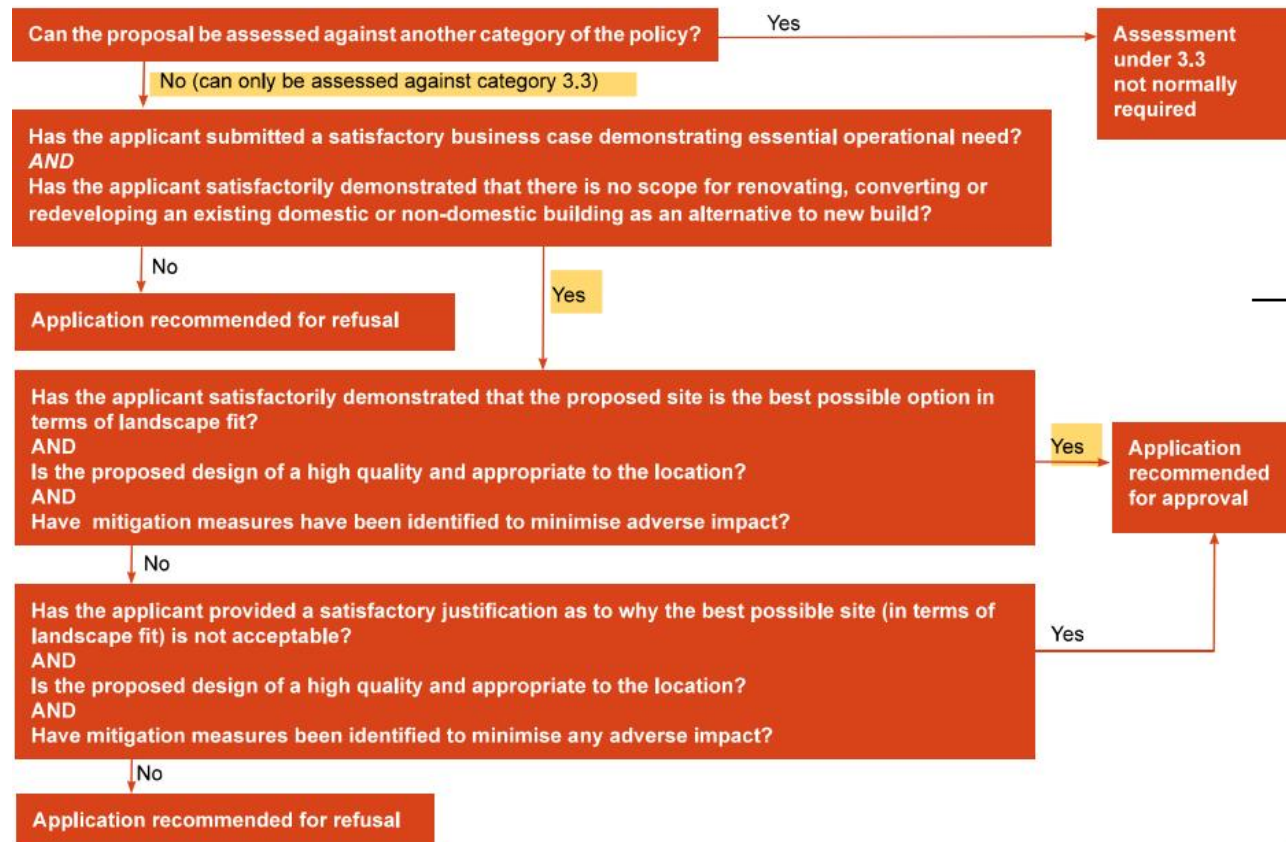 Can the proposal be assessed against another category of the policy?
Yes
Assessment
under 3.3
not normally
required
No (can only be assessed against category 3.3)
Has the applicant submitted a satisfactory business case demonstrating essential operational need?
AND
Has the applicant satisfactorily demonstrated that there is no scope for renovating, converting or
redeveloping an existing domestic or non-domestic building as an alternative to new build?
No
Yes
Application recommended for refusal
Has the applicant satisfactorily demonstrated that the proposed site is the best possible option in
terms of landscape fit?
AND
Is the proposed design of a high quality and appropriate to the location?
AND
Have mitigation measures have been identified to minimise adverse impact?
Yes
Application
recommended
for approval
No
Has the applicant provided a satisfactory justification as to why the best possible site (in terms of
landscape fit) is not acceptable?
AND
Is the proposed design of a high quality and appropriate to the location?
AND
Have mitigation measures been identified to minimise any adverse impact?
Yes
No
Application recommended for refusal